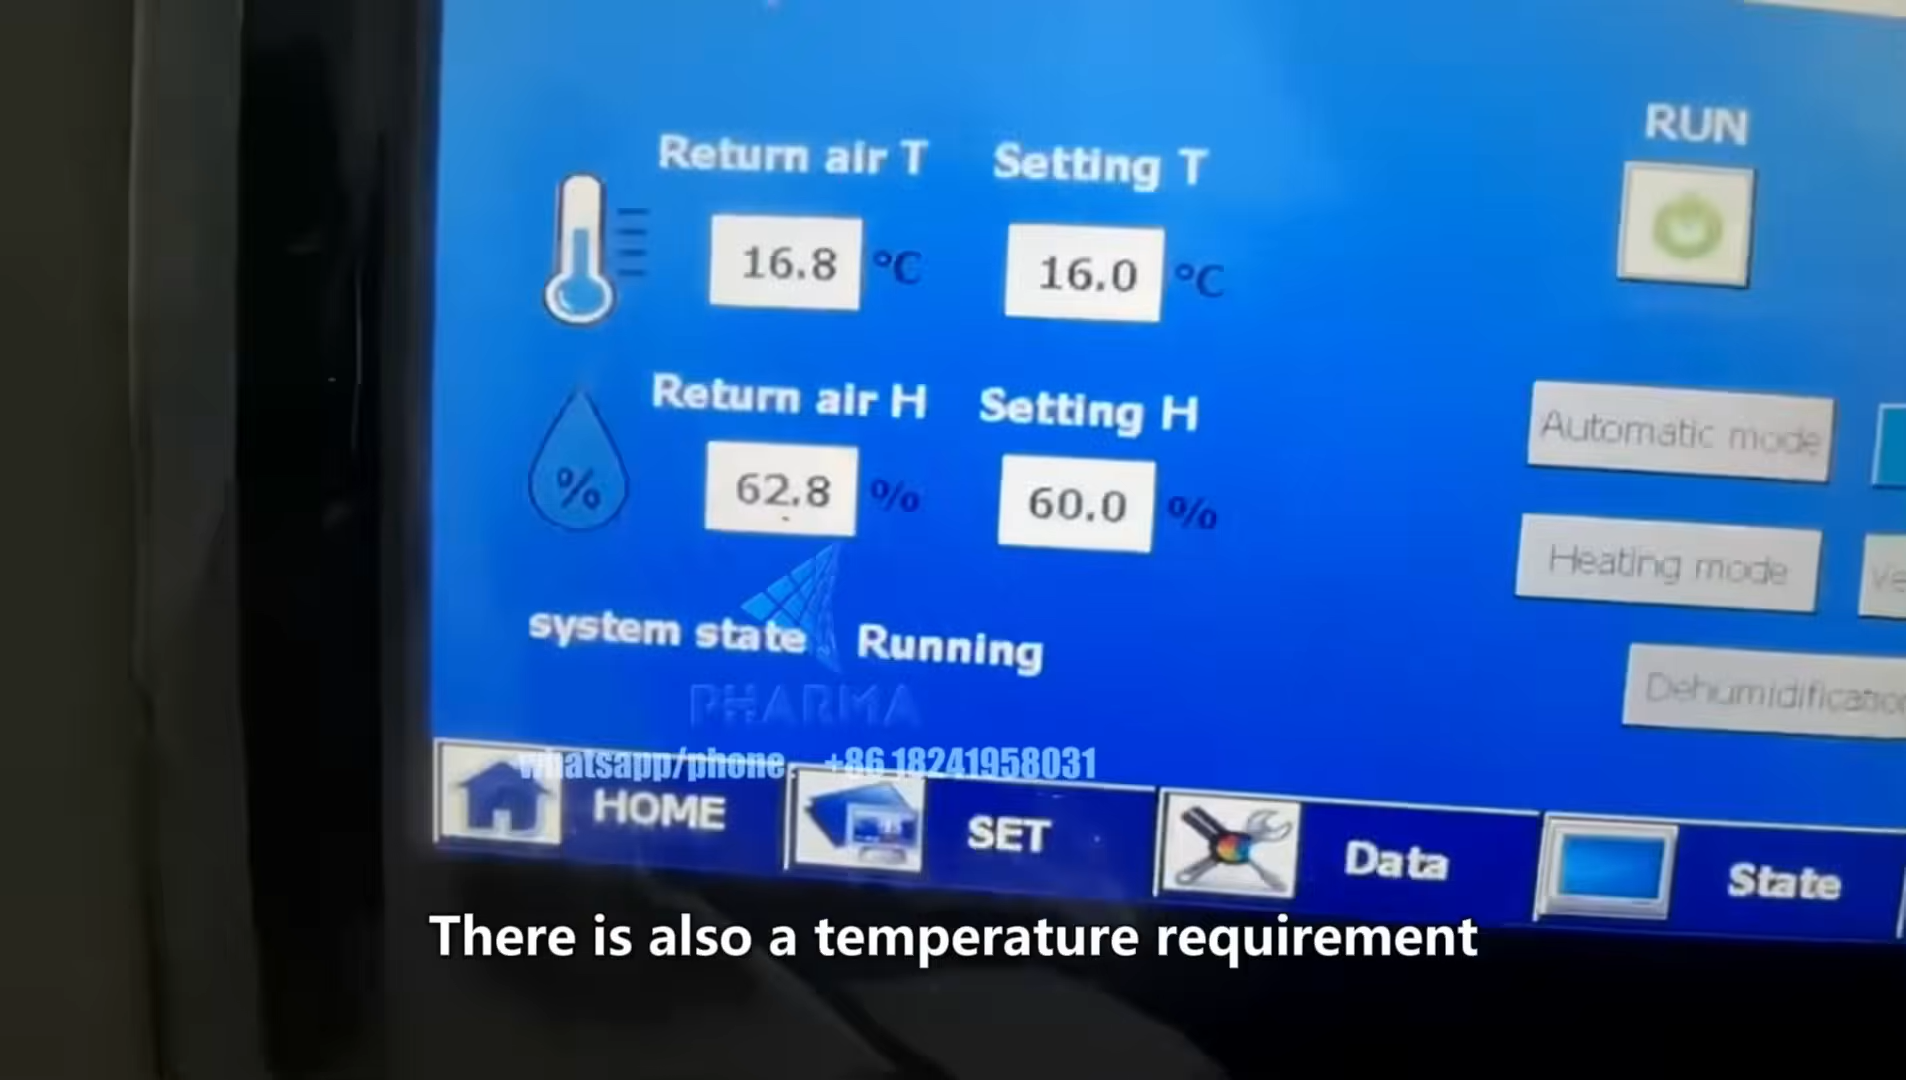 RUN
Return air T
Setting T
16.8 °C
16.0 °C
Return air H
Setting H
62.8 %
60.0 %
%
Automatic mode
Heating mode
system state
Running
PHARMA
whatsapp/phone +86 18241958031
HOME
SET
Data
State
There is also a temperature requirement